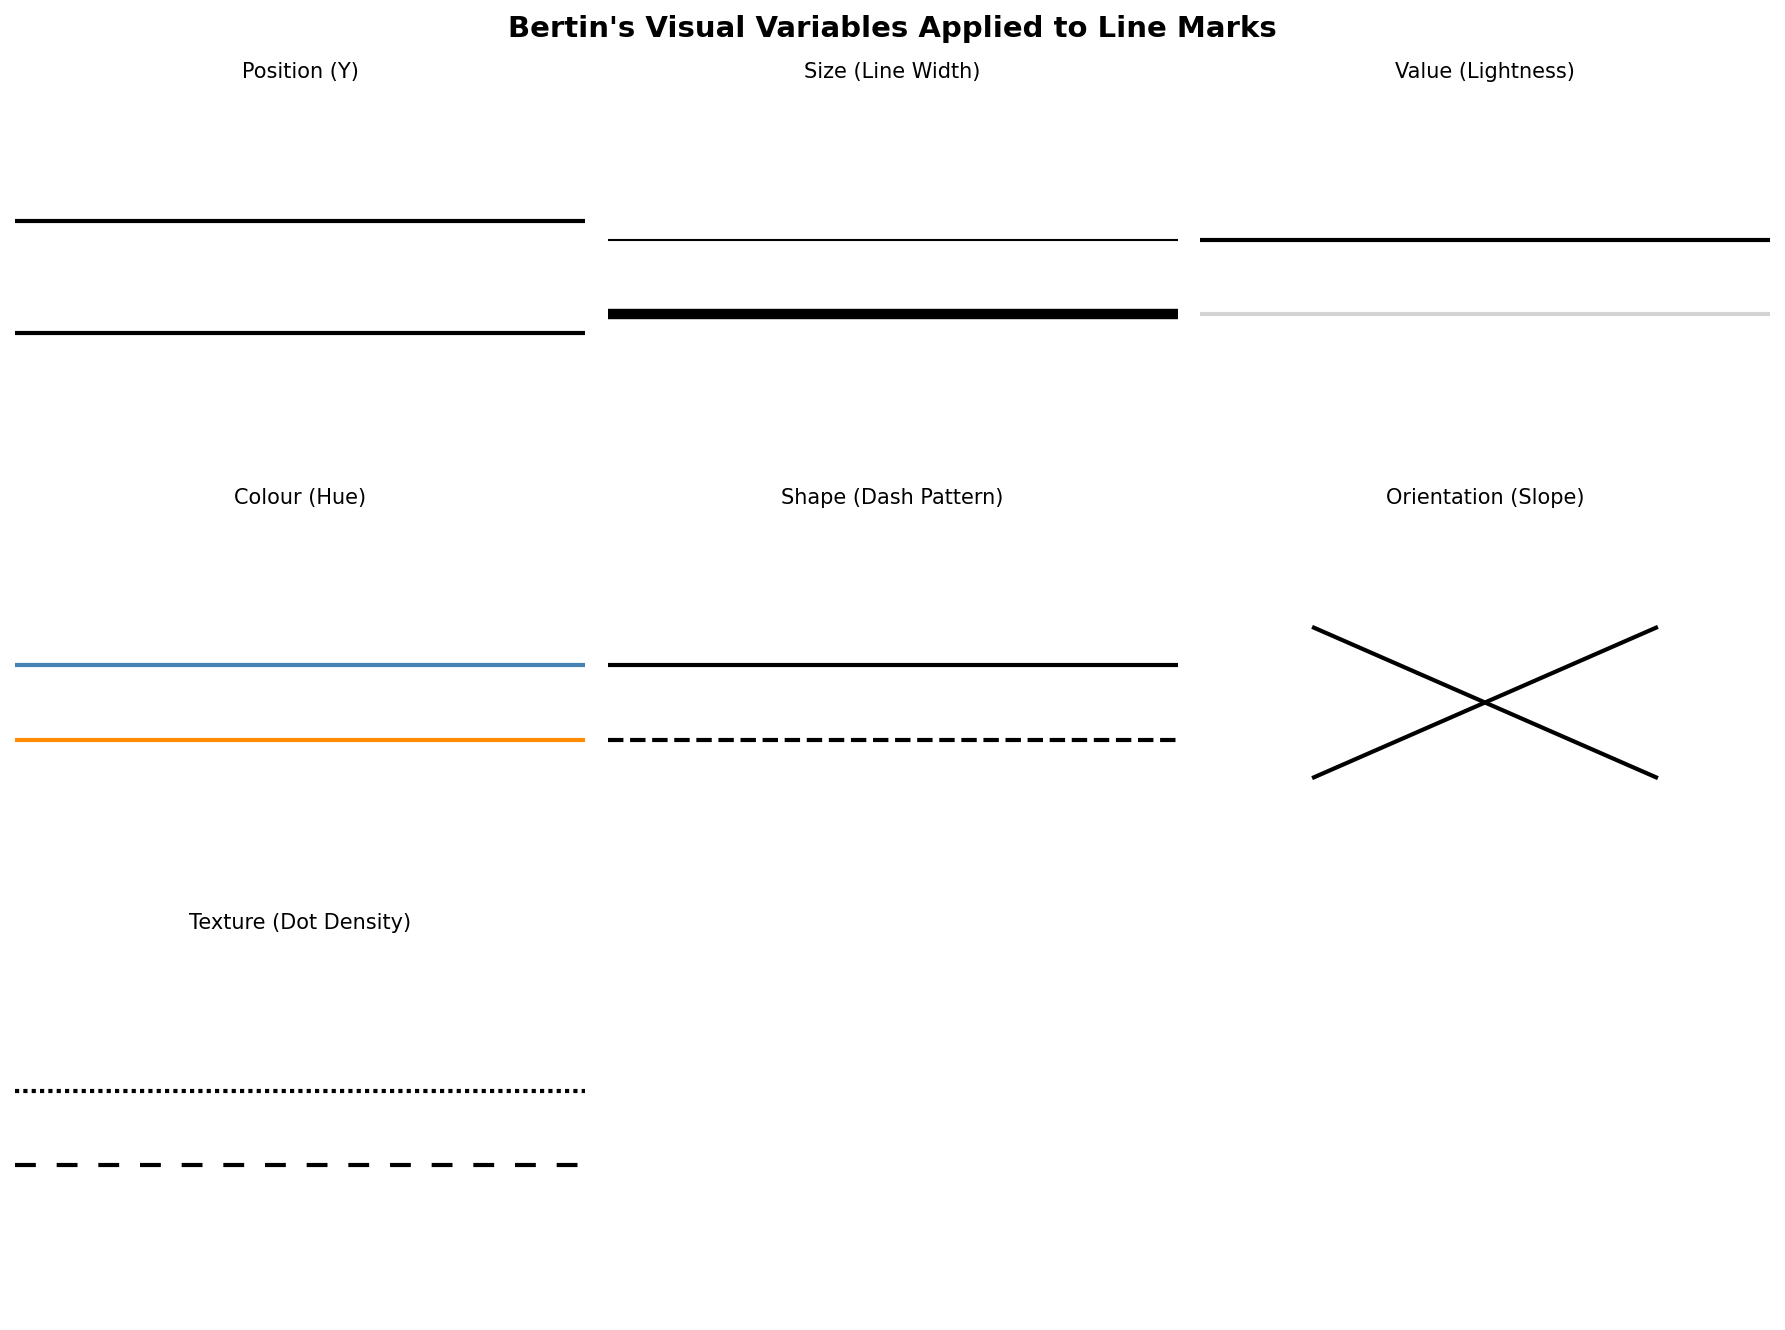 Bertin's Visual Variables Applied to Line Marks
Position (Y)
Size (Line Width)
Value (Lightness)
Colour (Hue)
Shape (Dash Pattern)
Orientation (Slope)
Texture (Dot Density)